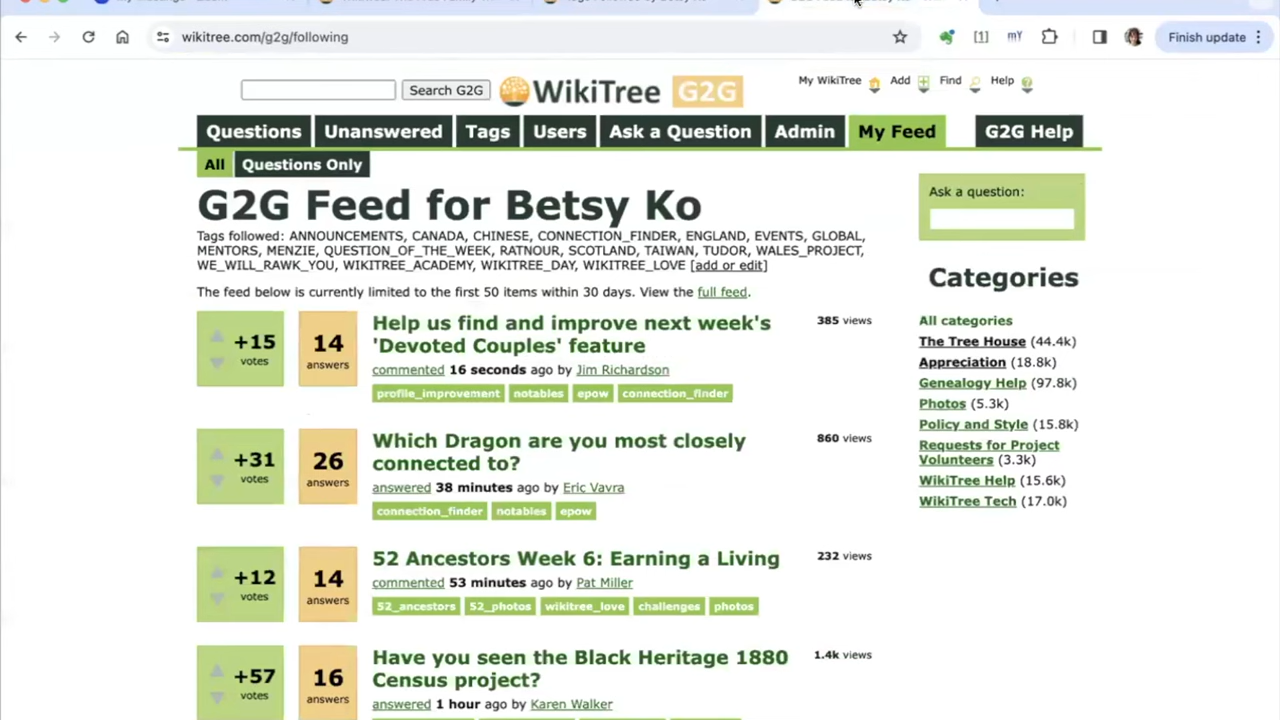 wikitree.com/g2g/following
Finish update
Search G2G
WikiTree G2G
My WikiTree Add Find Help
Questions Unanswered Tags Users Ask a Question Admin My Feed G2G Help
All Questions Only
G2G Feed for Betsy Ko
Tags followed: ANNOUNCEMENTS, CANADA, CHINESE, CONNECTION_FINDER, ENGLAND, EVENTS, GLOBAL,
MENTORS, MENZIE, QUESTION_OF_THE_WEEK, RATNOUR, SCOTLAND, TAIWAN, TUDOR, WALES_PROJECT,
WE_WILL_RAWK_YOU, WIKITREE_ACADEMY, WIKITREE_DAY, WIKITREE_LOVE [add or edit]
The feed below is currently limited to the first 50 items within 30 days. View the full feed.
+15
votes
14
answers
Help us find and improve next week's
'Devoted Couples' feature
385 views
commented 16 seconds ago by Jim Richardson
profile_improvement notables epow connection_finder
+31
votes
26
answers
Which Dragon are you most closely
connected to?
860 views
answered 38 minutes ago by Eric Vavra
connection_finder notables epow
+12
votes
14
answers
52 Ancestors Week 6: Earning a Living
232 views
commented 53 minutes ago by Pat Miller
52_ancestors 52_photos wikitree_love challenges photos
+57
votes
16
answers
Have you seen the Black Heritage 1880
Census project?
1.4k views
answered 1 hour ago by Karen Walker
Ask a question:
Categories
All categories
The Tree House (44.4k)
Appreciation (18.8k)
Genealogy Help (97.8k)
Photos (5.3k)
Policy and Style (15.8k)
Requests for Project
Volunteers (3.3k)
WikiTree Help (15.6k)
WikiTree Tech (17.0k)